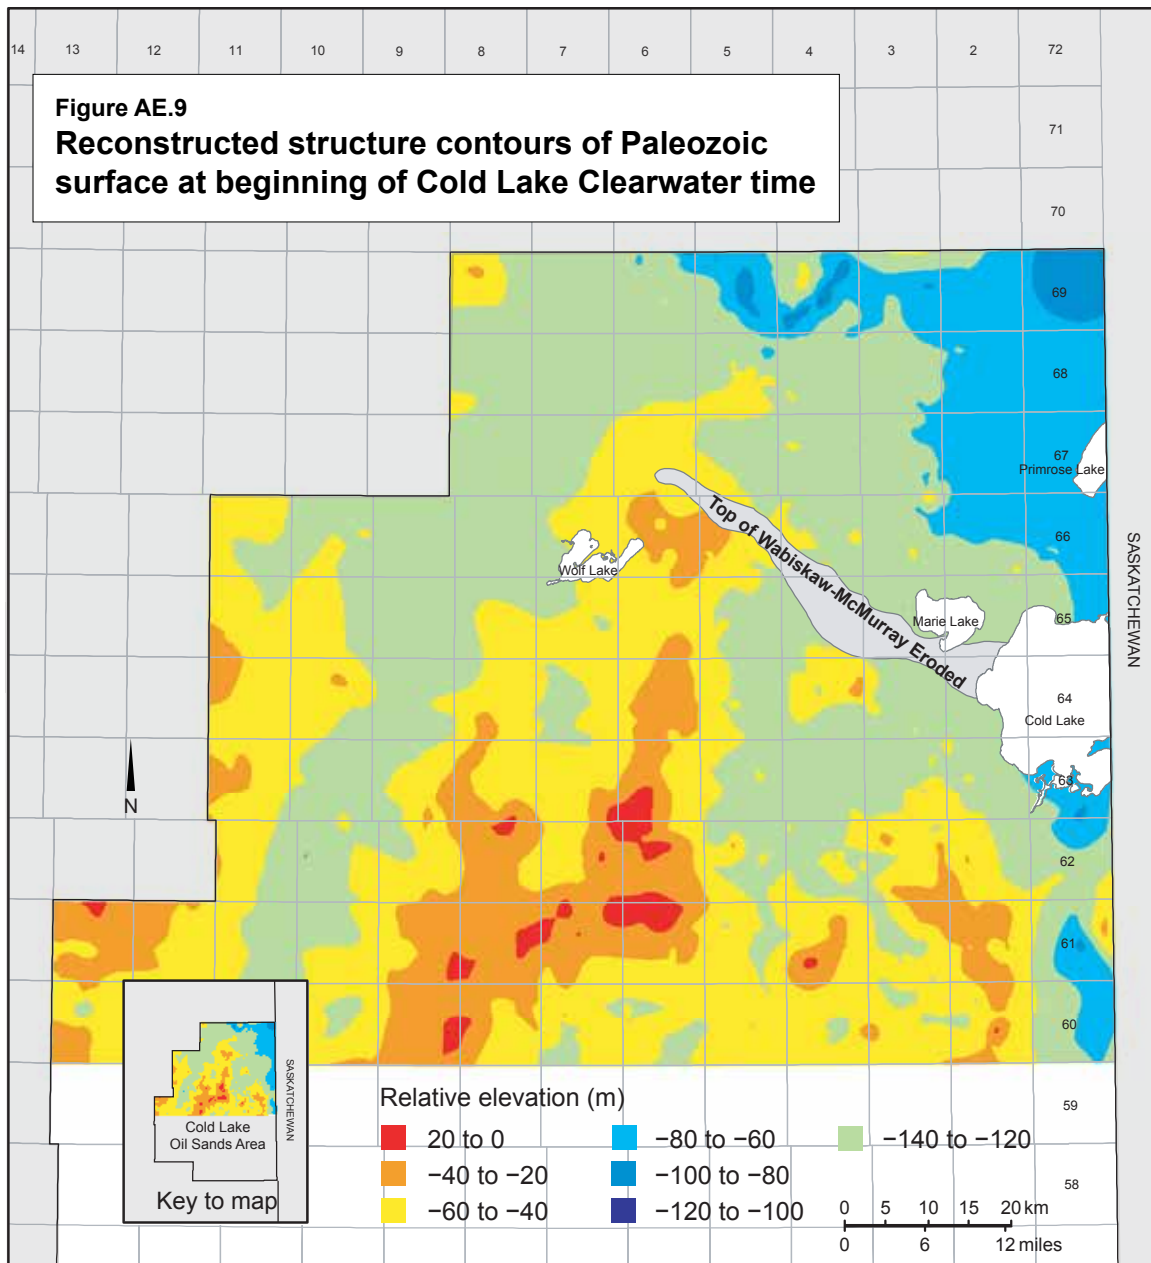 14 13 12 11 10 9 8 7 6 5 4 3 2 72
Figure AE.9
Reconstructed structure contours of Paleozoic
surface at beginning of Cold Lake Clearwater time
71
70
69
68
67
Primrose Lake
66
Top of Wabiskaw-McMurray Eroded
Wolf Lake
SASKATCHEWAN
65
Marie Lake
64
Cold Lake
63
N
62
61
60
SASKATCHEWAN
Cold Lake
Oil Sands Area
Key to map
59
58
Relative elevation (m)
20 to 0
−40 to −20
−60 to −40
−80 to −60
−100 to −80
−120 to −100
−140 to −120
0 5 10 15 20 km
0 6 12 miles